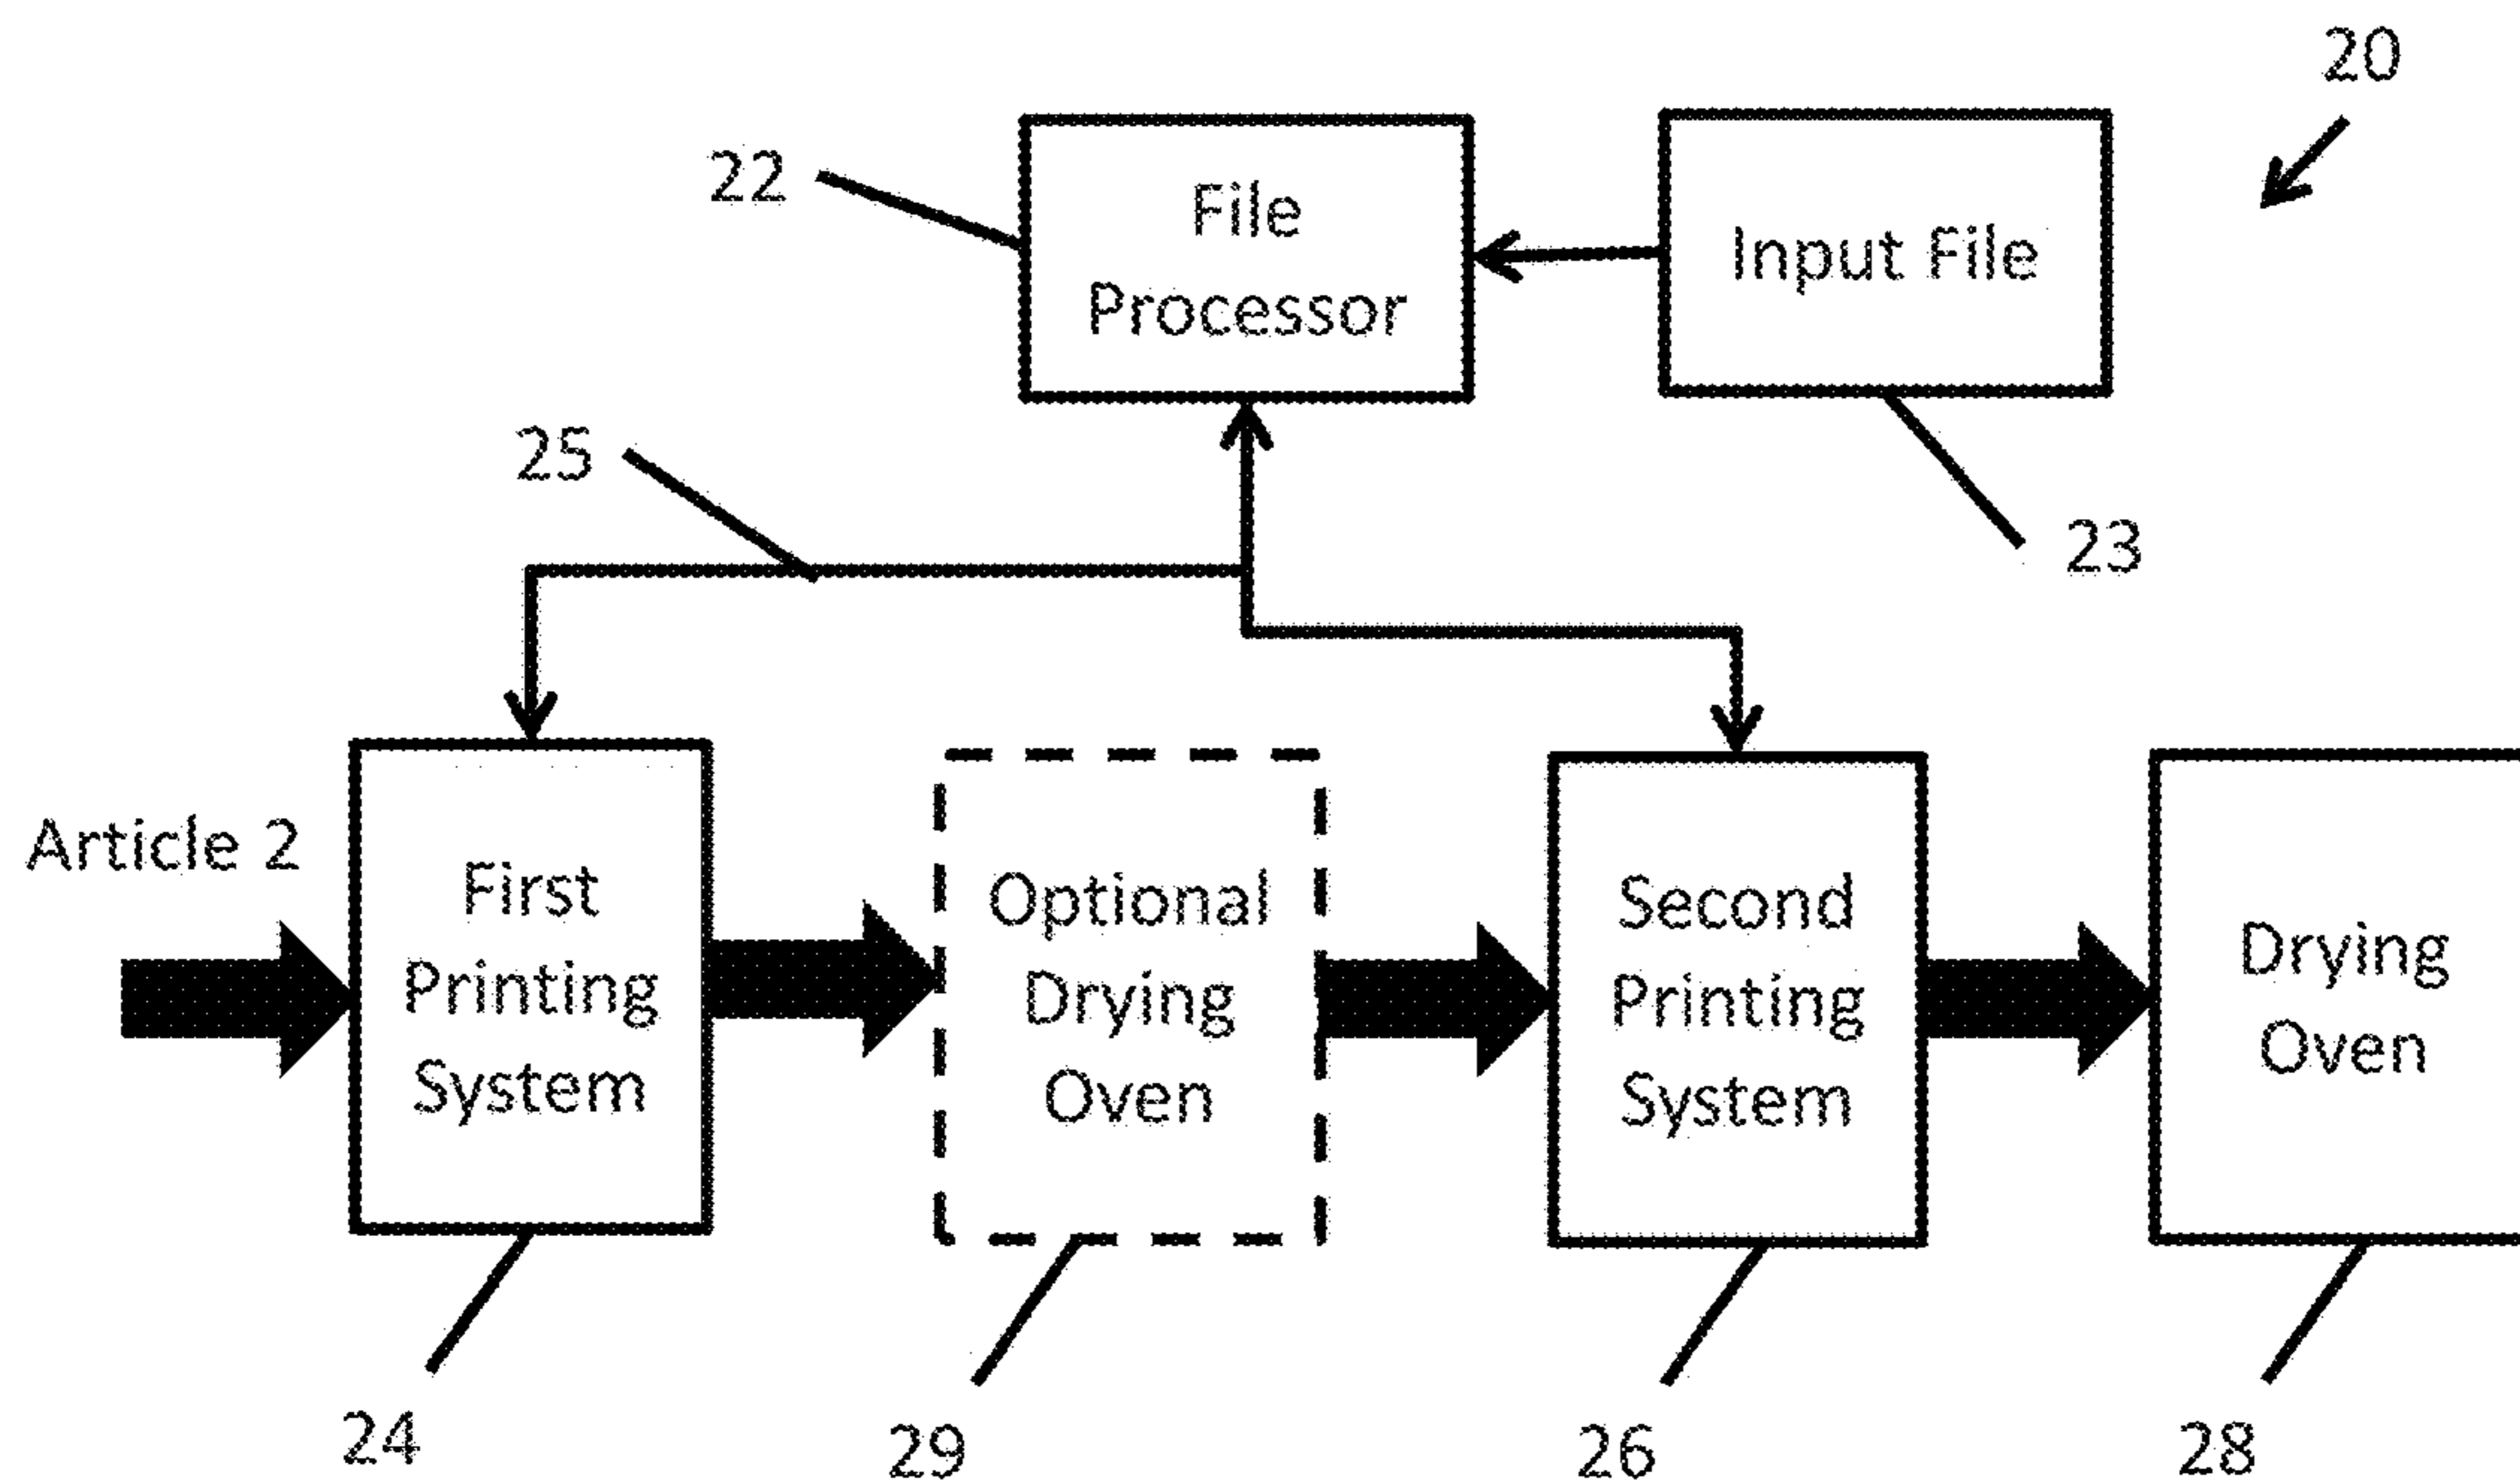 20
22
File
Processor
Input File
25
23
Article 2
First
Printing
System
Optional
Drying
Oven
Second
Printing
System
Drying
Oven
24
29
26
28